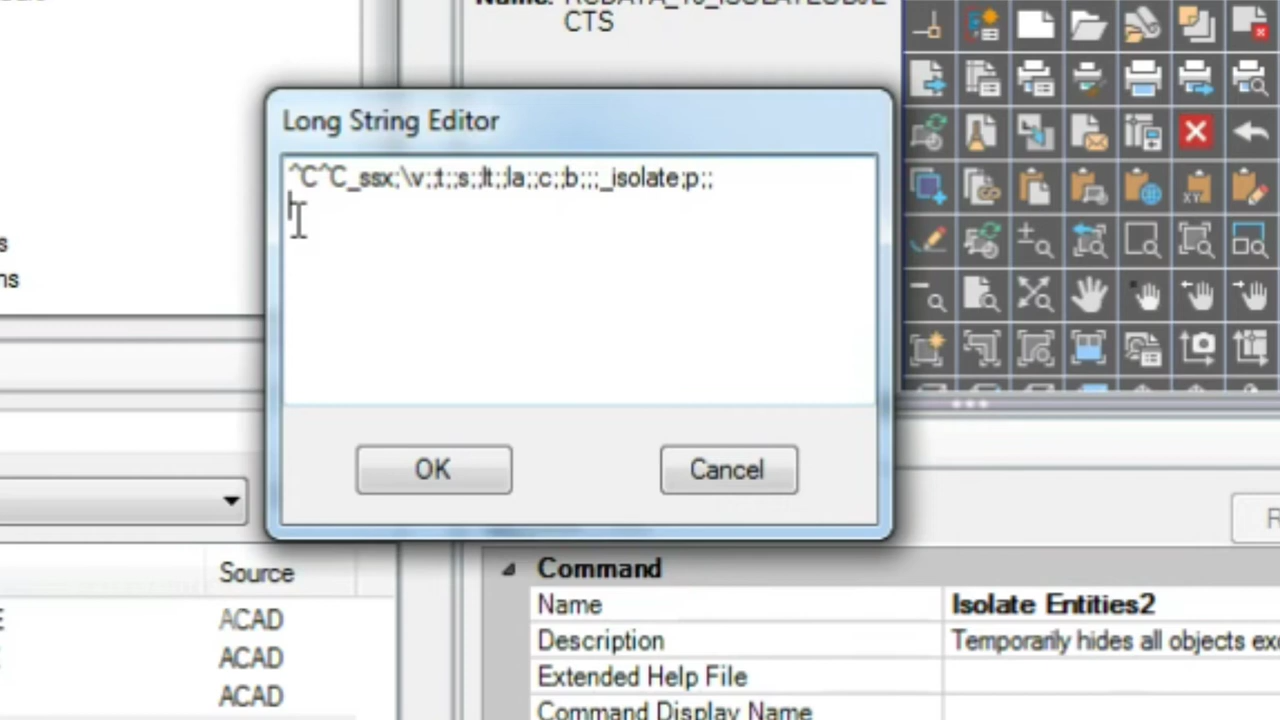 CTS
Long String Editor
^C^C_ssx;\v;;t;;s;;lt;;la;;c;;b;;;_isolate;p;;
s
ns
OK
Cancel
Source
ACAD
ACAD
ACAD
Command
Name
Isolate Entities2
Description
Temporarily hides all objects
Extended Help File
Command Display Name